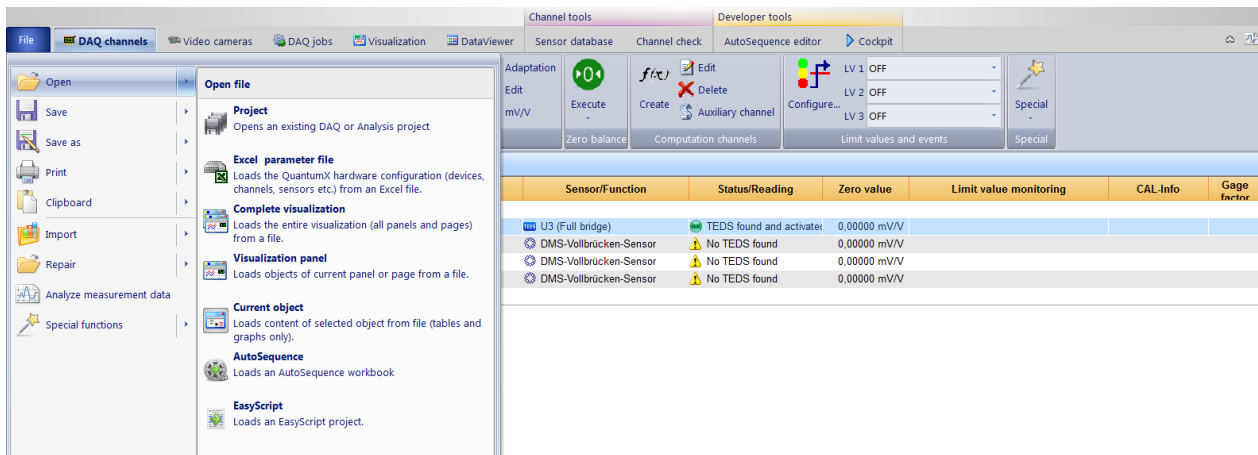 Channel tools
Developer tools
File
DAQ channels
Video cameras
DAQ jobs
Visualization
DataViewer
Sensor database
Channel check
AutoSequence editor
Cockpit
Open
Save
Save as
Print
Clipboard
Import
Repair
Analyze measurement data
Special functions
Open file
Project
Opens an existing DAQ or Analysis project
Excel parameter file
Loads the QuantumX hardware configuration (devices,
channels, sensors etc.) from an Excel file.
Complete visualization
Loads the entire visualization (all panels and pages)
from a file.
Visualization panel
Loads objects of current panel or page from a file.
Current object
Loads content of selected object from file (tables and
graphs only).
AutoSequence
Loads an AutoSequence workbook
EasyScript
Loads an EasyScript project.
Adaptation
Edit
mV/V
▸0◂
Execute
Zero balance
f(x)
Create
Edit
Delete
Auxiliary channel
Computation channels
Configure...
LV 1 OFF
LV 2 OFF
LV 3 OFF
Limit values and events
Special
Special
Sensor/Function
Status/Reading
Zero value
Limit value monitoring
CAL-Info
Gage
factor
TEDS U3 (Full bridge)
TEDS found and activated
0,00000 mV/V
DMS-Vollbrücken-Sensor
No TEDS found
0,00000 mV/V
DMS-Vollbrücken-Sensor
No TEDS found
0,00000 mV/V
DMS-Vollbrücken-Sensor
No TEDS found
0,00000 mV/V